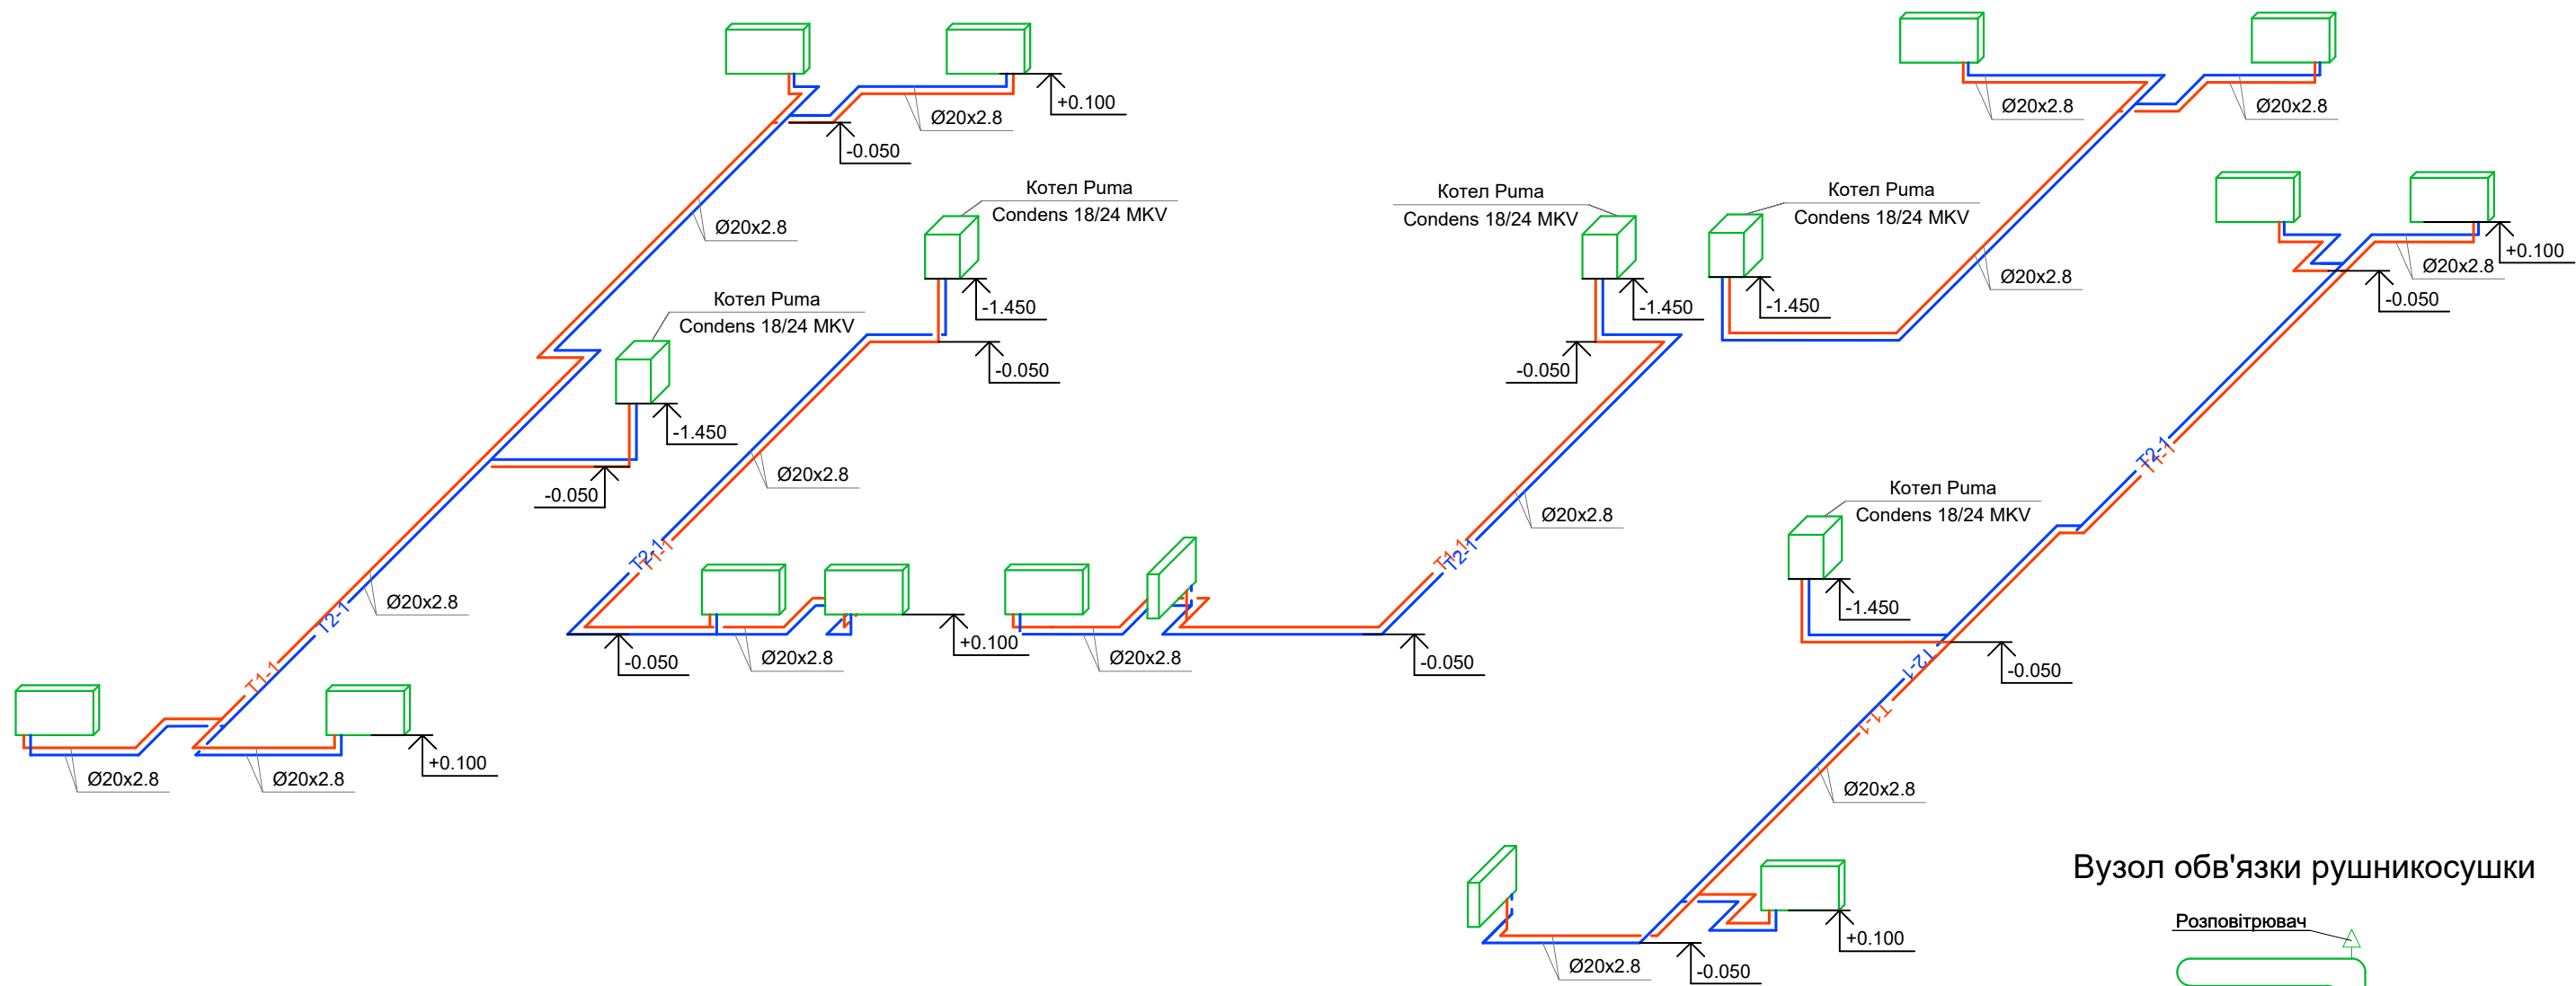 +0.100
Ø20x2.8
-0.050
Ø20x2.8
Котел Puma
Condens 18/24 MKV
-1.450
-0.050
Котел Puma
Condens 18/24 MKV
-1.450
-0.050
Ø20x2.8
T2-1
T1-1
Ø20x2.8
T2-1
T1-1
Ø20x2.8
Ø20x2.8
+0.100
-0.050
Ø20x2.8
+0.100
Ø20x2.8
-0.050
Котел Puma
Condens 18/24 MKV
-1.450
-0.050
Ø20x2.8
T1-1
T2-1
Котел Puma
Condens 18/24 MKV
-1.450
Ø20x2.8
Ø20x2.8
Ø20x2.8
+0.100
Ø20x2.8
-0.050
T2-1
T1-1
Котел Puma
Condens 18/24 MKV
-1.450
-0.050
T2-1
T1-1
Ø20x2.8
+0.100
Ø20x2.8
-0.050
Вузол обв'язки рушникосушки
Розповітрювач